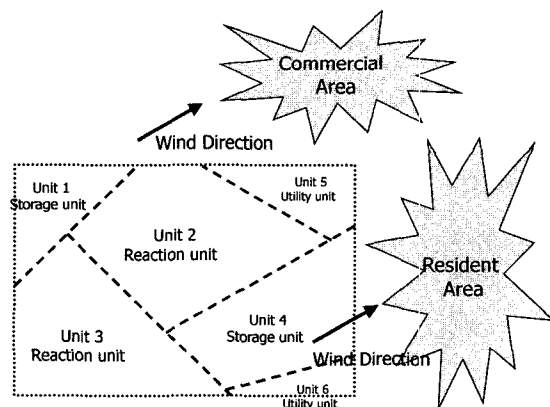 Commercial
Area
Wind Direction
Unit 1
Storage unit
Unit 5
Utility unit
Unit 2
Reaction unit
Resident
Area
Unit 3
Reaction unit
Unit 4
Storage unit
Wind Direction
Unit 6
Utility unit